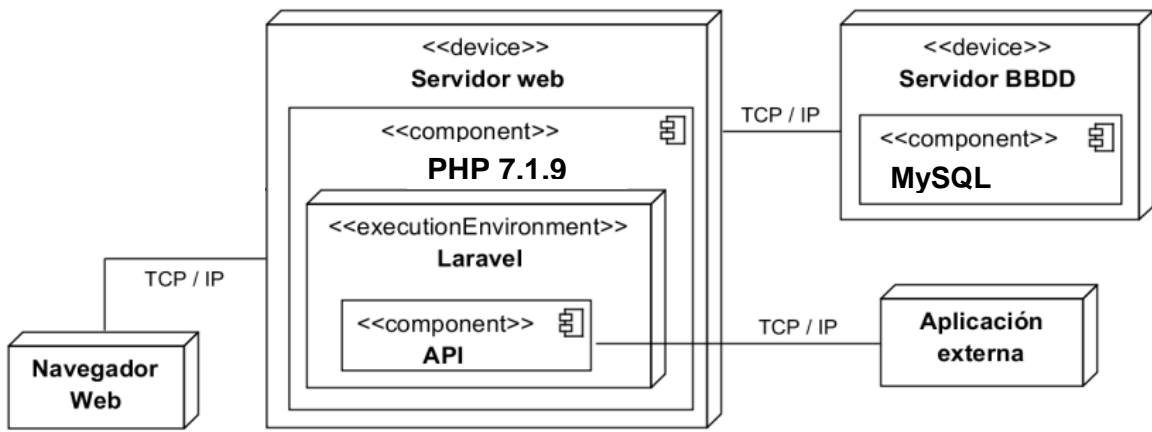 <<device>>
Servidor web
<<component>>
PHP 7.1.9
<<executionEnvironment>>
Laravel
<<component>>
API
TCP / IP
Navegador
Web
TCP / IP
<<device>>
Servidor BBDD
<<component>>
MySQL
TCP / IP
Aplicación
externa